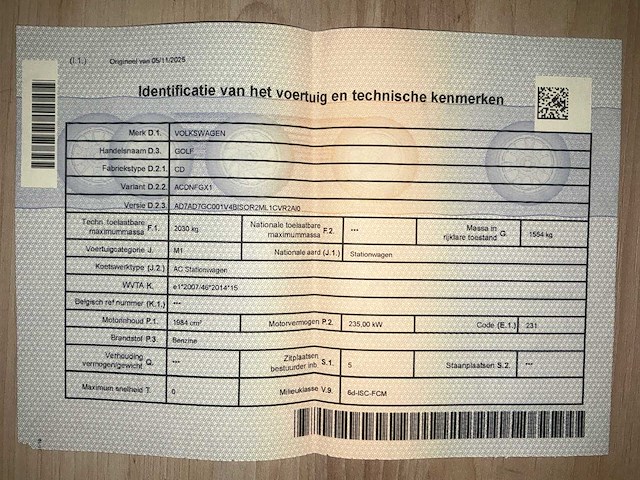 (I.1.) Origineel van 05/11/2025
Identificatie van het voertuig en technische kenmerken
Merk D.1. VOLKSWAGEN
Handelsnaam D.3. GOLF
Fabriekstype D.2.1. CD
Variant D.2.2. ACDNFGX1
Versie D.2.3. AD7AD7GC001V4BISOR2ML1CVR2AI0
Techn. toelaatbare maximummassa F.1. 2030 kg Nationale toelaatbare maximummassa F.2. --- Massa in rijklare toestand G. 1554 kg
Voertuigcategorie J. M1 Nationale aard (J.1.) Stationwagen
Koetswerktype (J.2.) AC Stationwagen
WVTA K. e1*2007/46*2014*15
Belgisch ref nummer (K.1.) ---
Motorinhoud P.1. 1984 cm³ Motorvermogen P.2. 235,00 kW Code (E.1.) 231
Brandstof P.3. Benzine
Verhouding vermogen/gewicht Q. --- Zitplaatsen bestuurder inb. S.1. 5 Staanplaatsen S.2. ---
Maximum snelheid T. 0 Milieuklasse V.9. 6d-ISC-FCM